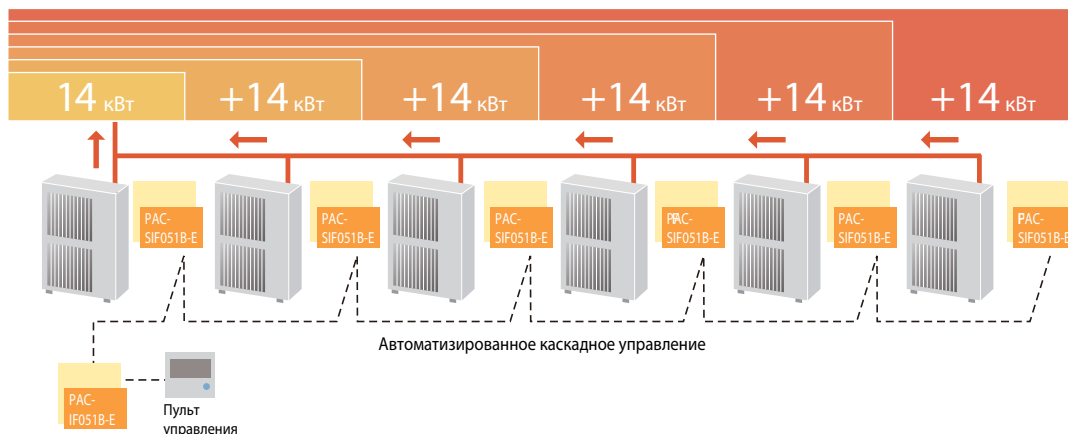 14 кВт +14 кВт +14 кВт +14 кВт +14 кВт +14 кВт
PAC-
SIF051B-E
PAC-
SIF051B-E
PAC-
SIF051B-E
PAC-
SIF051B-E
PAC-
SIF051B-E
PAC-
SIF051B-E
Автоматизированное каскадное управление
PAC-
IF051B-E
Пульт
управления